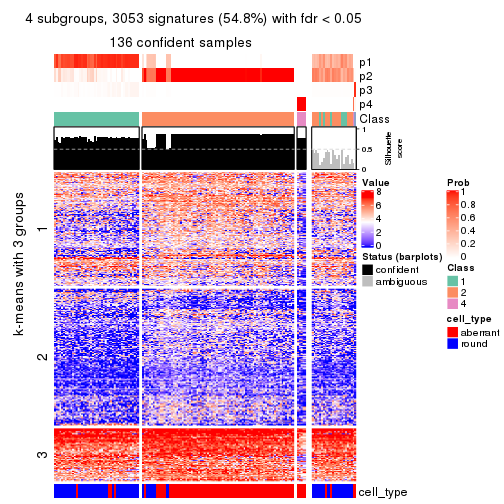 4 subgroups, 3053 signatures (54.8%) with fdr < 0.05
136 confident samples
p1
p2
p3
p4
Class
1
0.5
0
Silhouette
score
k-means with 3 groups
1
2
3
cell_type
Value
8
6
4
2
0
Status (barplots)
confident
ambiguous
Prob
1
0.8
0.6
0.4
0.2
0
Class
1
2
4
cell_type
aberrant
round